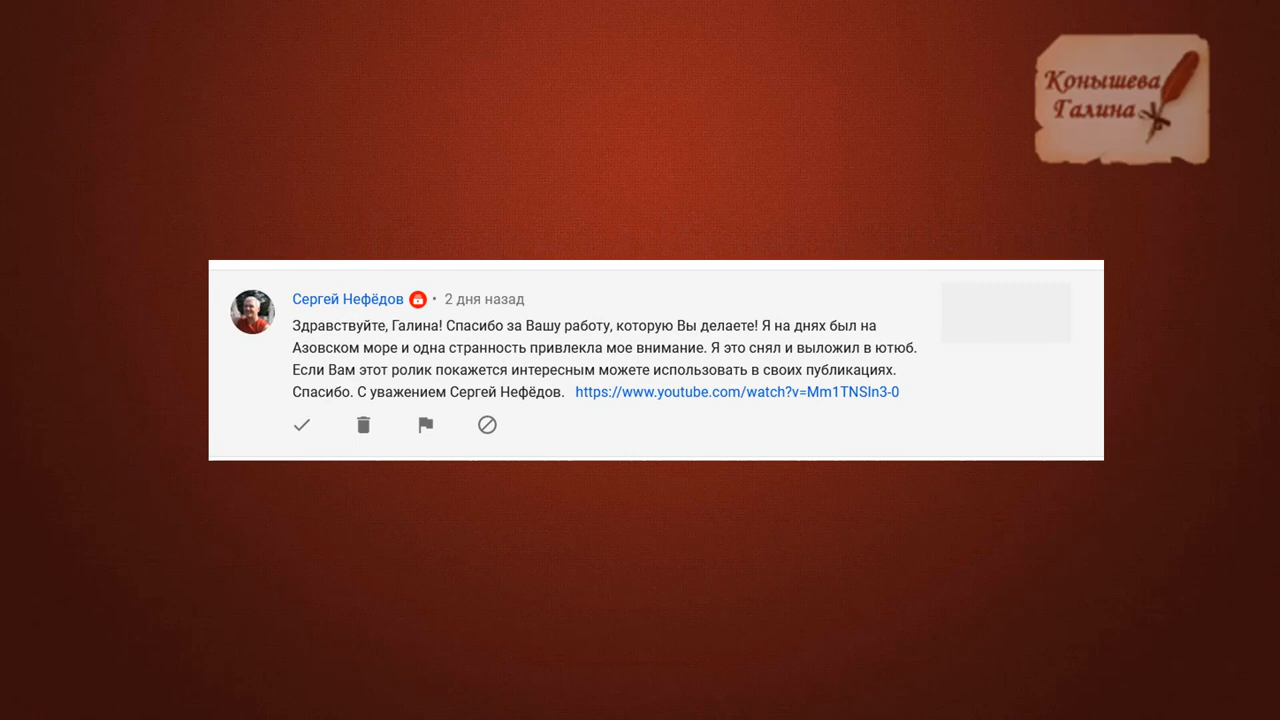 Конышева
Галина
Сергей Нефёдов • 2 дня назад
Здравствуйте, Галина! Спасибо за Вашу работу, которую Вы делаете! Я на днях был на
Азовском море и одна странность привлекла мое внимание. Я это снял и выложил в ютюб.
Если Вам этот ролик покажется интересным можете использовать в своих публикациях.
Спасибо. С уважением Сергей Нефёдов. https://www.youtube.com/watch?v=Mm1TNSIn3-0